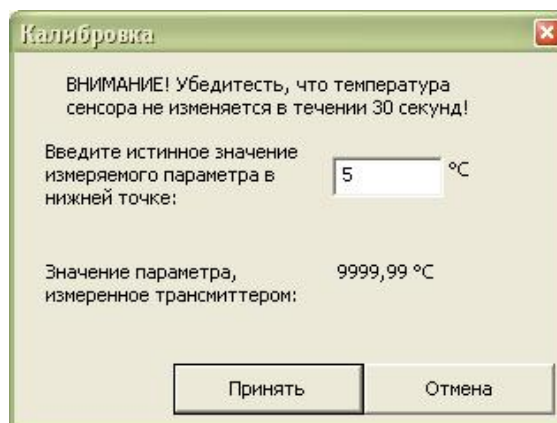 Калибровка
ВНИМАНИЕ! Убедитесть, что температура
сенсора не изменяется в течении 30 секунд!
Введите истинное значение
измеряемого параметра в
нижней точке:
5 °C
Значение параметра,
измеренное трансмиттером:
9999,99 °C
Принять
Отмена